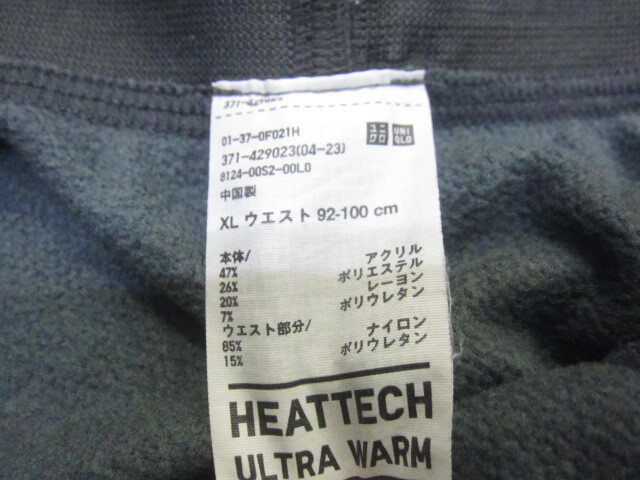 371-429023
01-37-0F021H
ユニ
クロ
UNI
QLO
371-429023(04-23)
8124-00S2-00L0
中国製
XL ウエスト 92-100 cm
本体/
47% アクリル
26% ポリエステル
20% レーヨン
7% ポリウレタン
ウエスト部分/
85% ナイロン
15% ポリウレタン
HEATTECH
ULTRA WARM